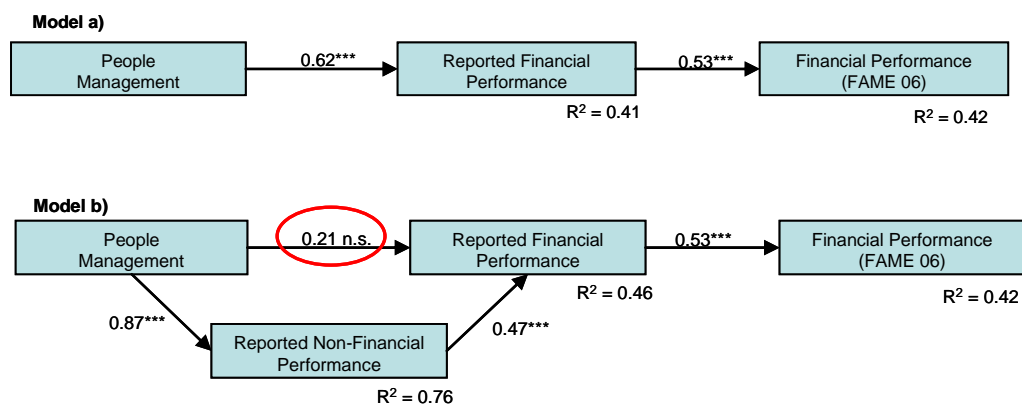 Model a)
People
Management
0.62***
Reported Financial
Performance
R² = 0.41
0.53***
Financial Performance
(FAME 06)
R² = 0.42
Model b)
People
Management
0.21 n.s.
Reported Financial
Performance
R² = 0.46
0.53***
Financial Performance
(FAME 06)
R² = 0.42
0.87***
Reported Non-Financial
Performance
R² = 0.76
0.47***